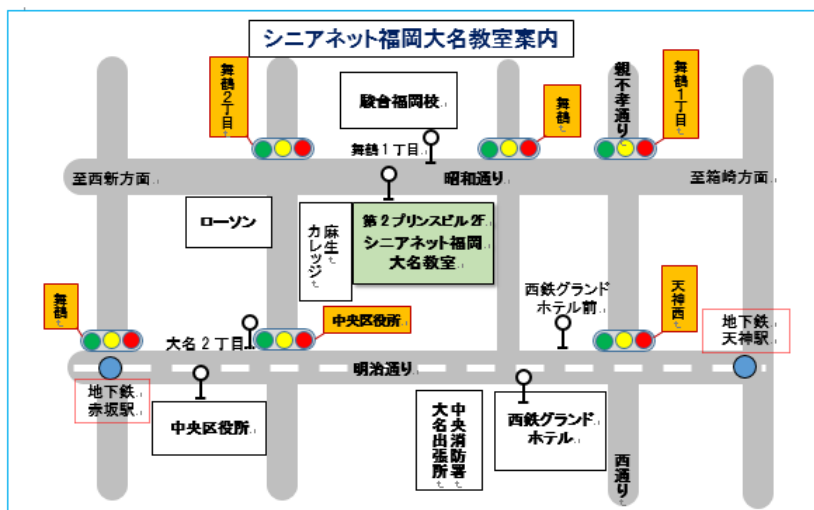 シニアネット福岡大名教室案内
舞鶴2丁目
駿台福岡校
舞鶴
親不孝通り
舞鶴1丁目
舞鶴1丁目
至西新方面
昭和通り
至箱崎方面
ローソン
麻生
カレッジ
第2プリンスビル2F
シニアネット福岡
大名教室
舞鶴
大名2丁目
中央区役所
西鉄グランド
ホテル前
天神西
地下鉄
天神駅
明治通り
地下鉄
赤坂駅
中央区役所
中央消防署
大名出張所
西鉄グランド
ホテル
西通り